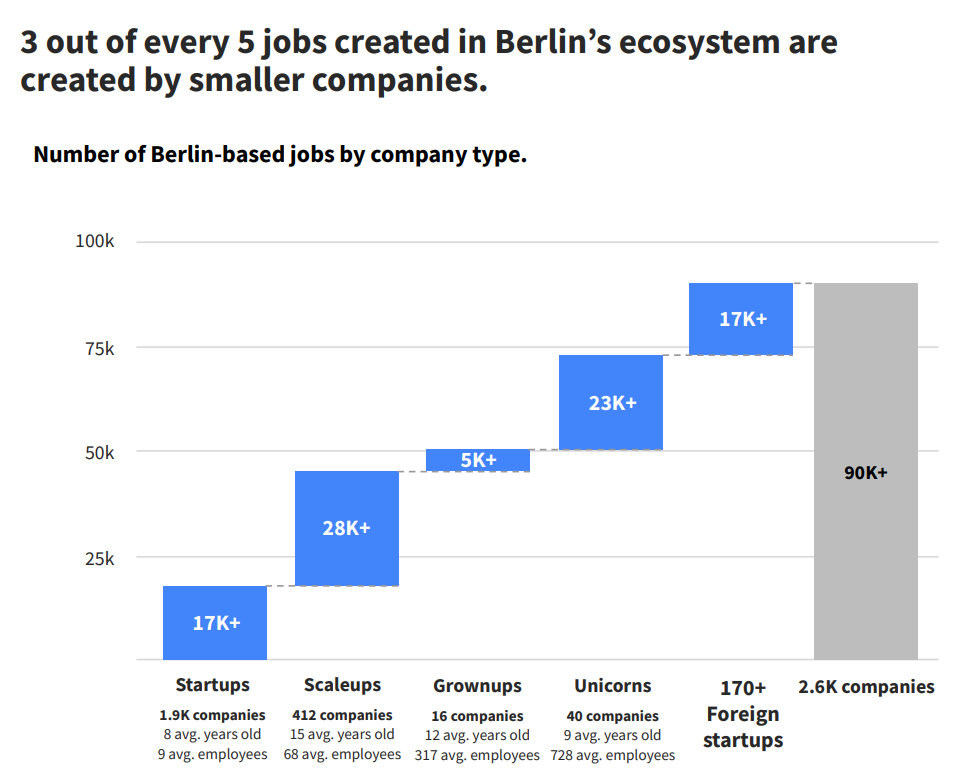 3 out of every 5 jobs created in Berlin’s ecosystem are
created by smaller companies.
Number of Berlin-based jobs by company type.
100k
75k
50k
25k
17K+
28K+
5K+
23K+
17K+
90K+
Startups
1.9K companies
8 avg. years old
9 avg. employees
Scaleups
412 companies
15 avg. years old
68 avg. employees
Grownups
16 companies
12 avg. years old
317 avg. employees
Unicorns
40 companies
9 avg. years old
728 avg. employees
170+
Foreign
startups
2.6K companies